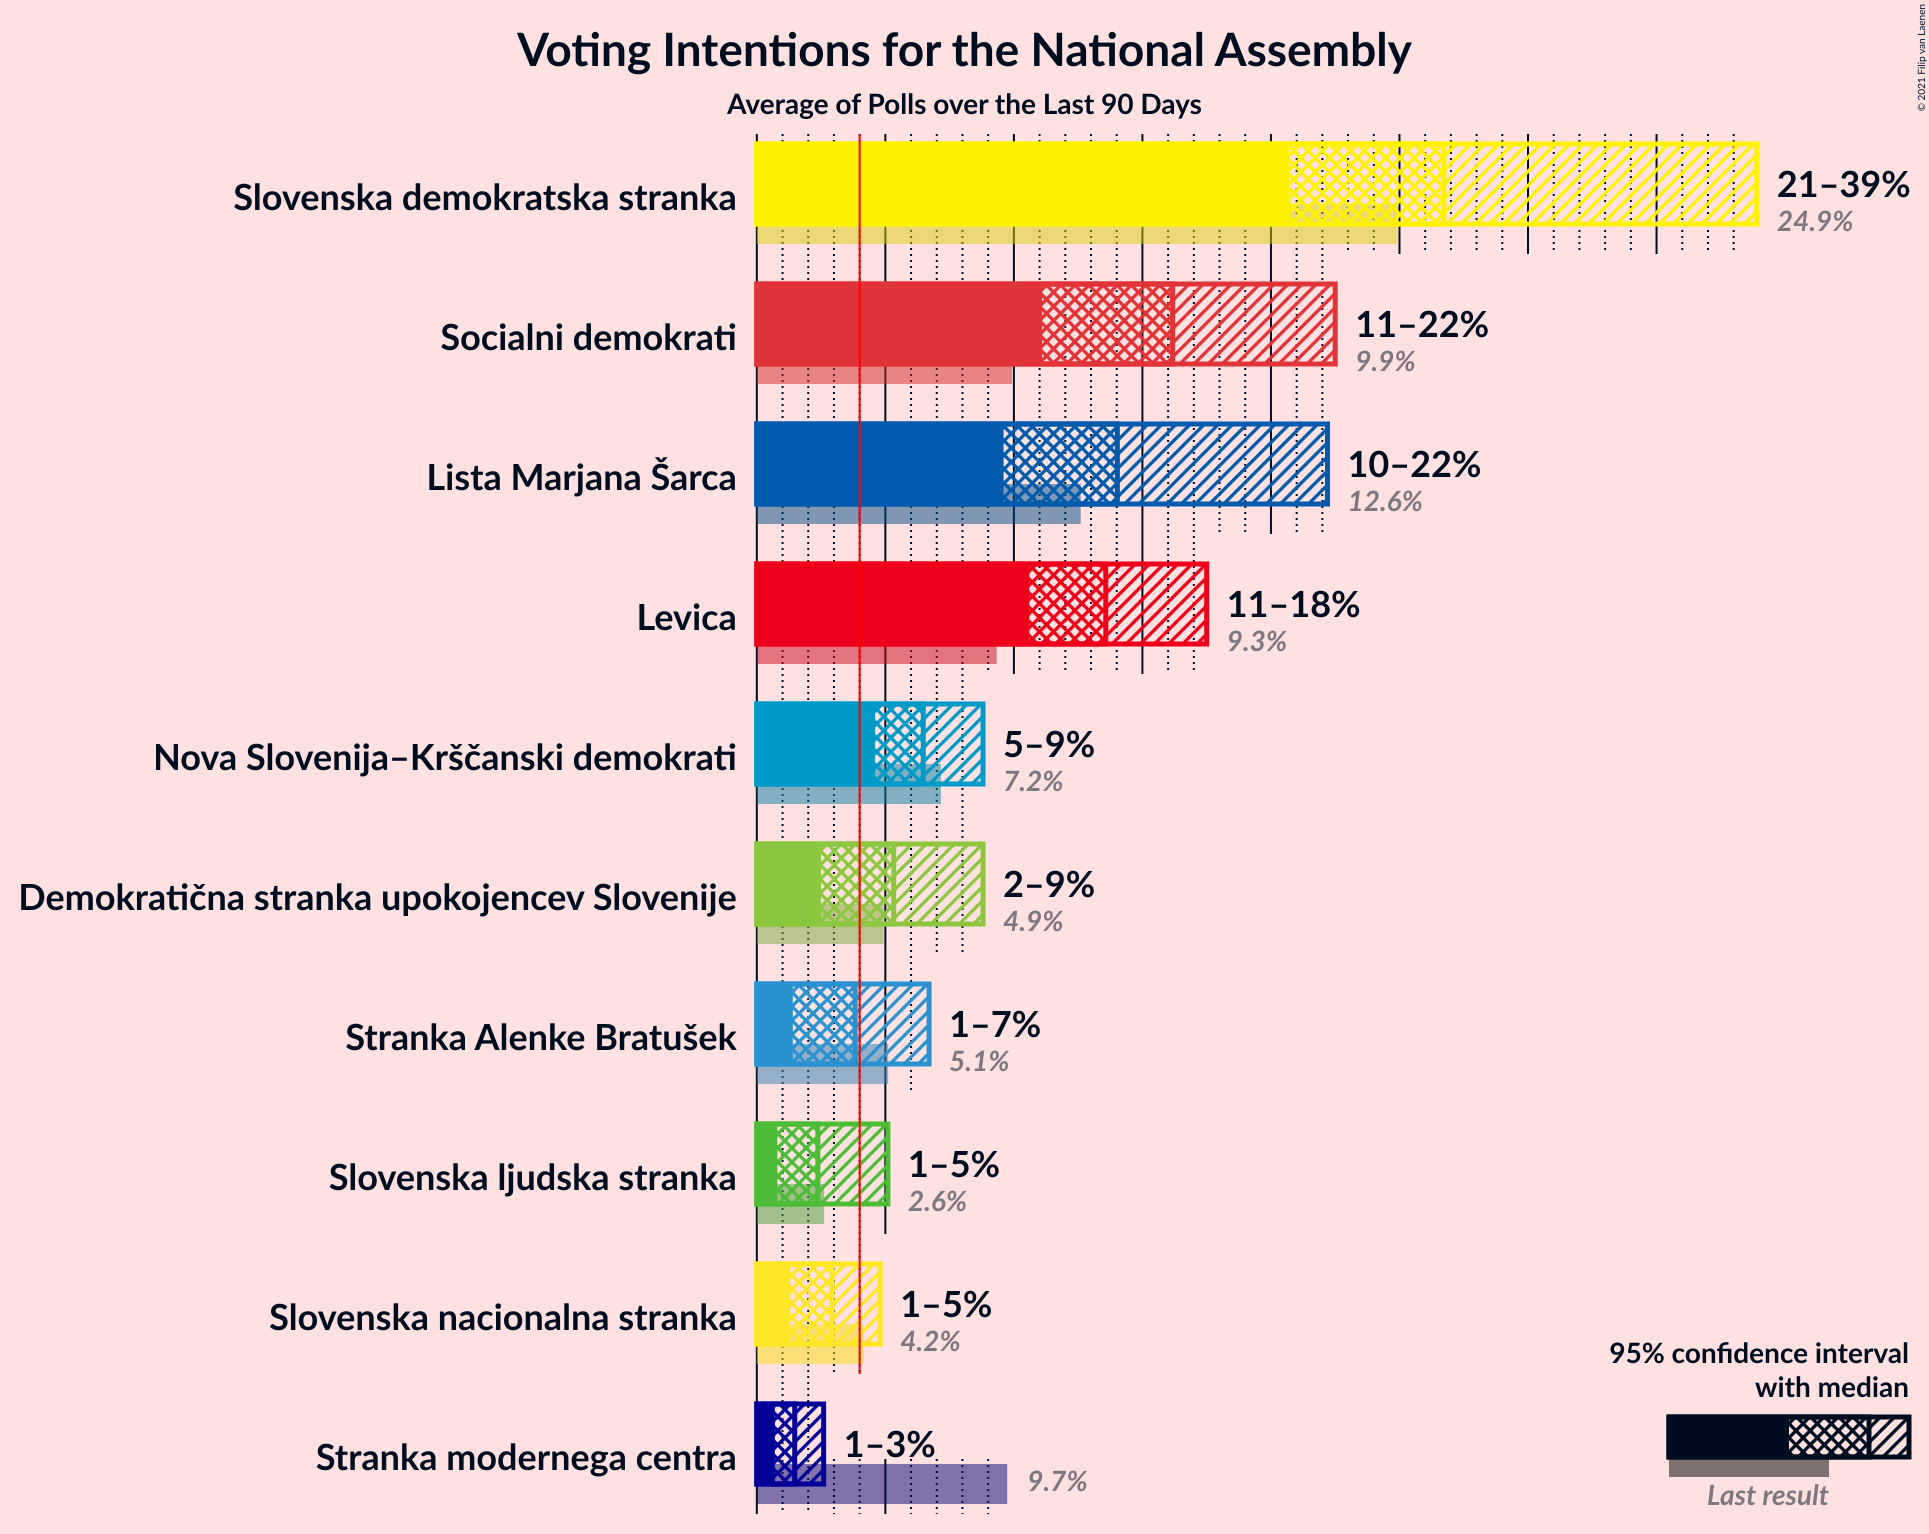 © 2021 Filip van Laenen
Voting Intentions for the National Assembly
Average of Polls over the Last 90 Days
Slovenska demokratska stranka
21–39%
24.9%
Socialni demokrati
11–22%
9.9%
Lista Marjana Šarca
10–22%
12.6%
Levica
11–18%
9.3%
Nova Slovenija–Krščanski demokrati
5–9%
7.2%
Demokratična stranka upokojencev Slovenije
2–9%
4.9%
Stranka Alenke Bratušek
1–7%
5.1%
Slovenska ljudska stranka
1–5%
2.6%
Slovenska nacionalna stranka
1–5%
4.2%
Stranka modernega centra
1–3%
9.7%
95% confidence interval
with median
Last result